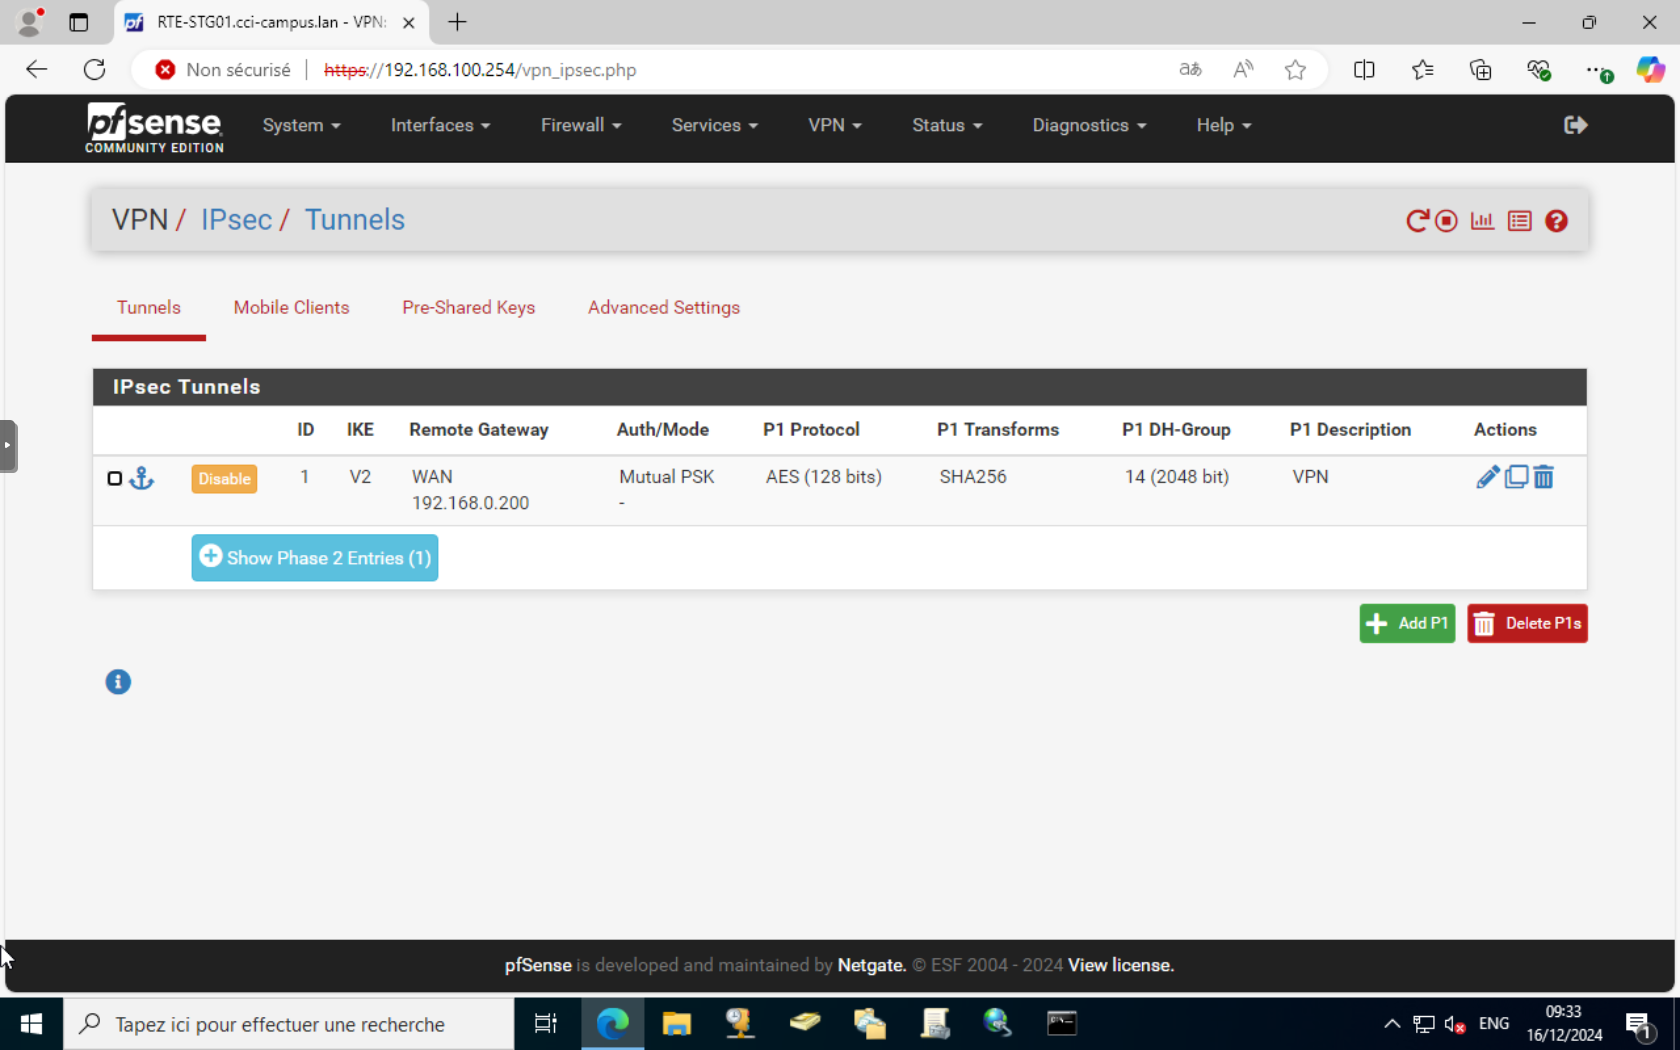 RTE-STG01.cci-campus.lan - VPN:
Non sécurisé
https://192.168.100.254/vpn_ipsec.php
pfsense
COMMUNITY EDITION
System
Interfaces
Firewall
Services
VPN
Status
Diagnostics
Help
VPN / IPsec / Tunnels
Tunnels
Mobile Clients
Pre-Shared Keys
Advanced Settings
IPsec Tunnels
ID IKE Remote Gateway Auth/Mode P1 Protocol P1 Transforms P1 DH-Group P1 Description Actions
Disable 1 V2 WAN Mutual PSK AES (128 bits) SHA256 14 (2048 bit) VPN
192.168.0.200 -
Show Phase 2 Entries (1)
Add P1
Delete P1s
pfSense is developed and maintained by Netgate. © ESF 2004 - 2024 View license.
Tapez ici pour effectuer une recherche
ENG
09:33
16/12/2024
1